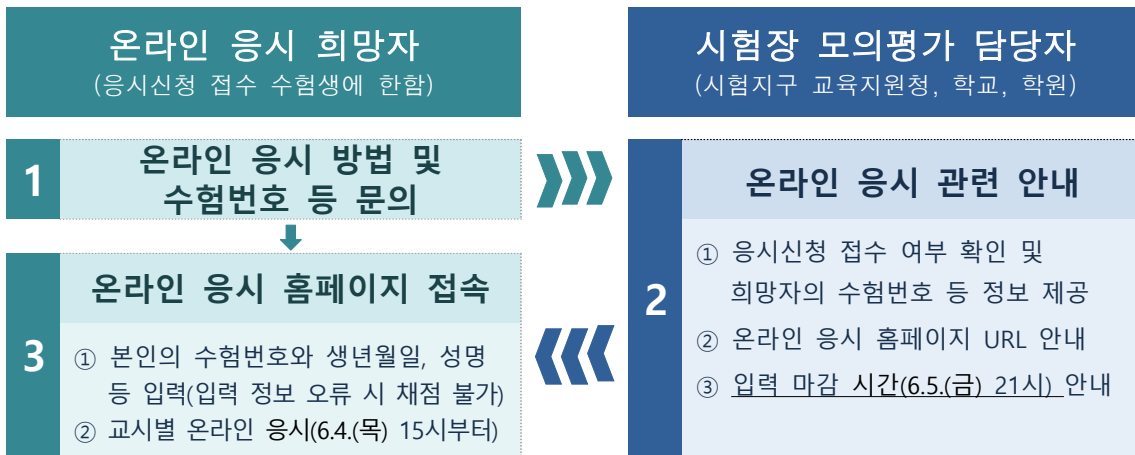 온라인 응시 희망자
(응시신청 접수 수험생에 한함)
시험장 모의평가 담당자
(시험지구 교육지원청, 학교, 학원)
1
온라인 응시 방법 및
수험번호 등 문의
2
온라인 응시 관련 안내
① 응시신청 접수 여부 확인 및
희망자의 수험번호 등 정보 제공
② 온라인 응시 홈페이지 URL 안내
③ 입력 마감 시간(6.5.(금) 21시) 안내
3
온라인 응시 홈페이지 접속
① 본인의 수험번호와 생년월일, 성명
등 입력(입력 정보 오류 시 채점 불가)
② 교시별 온라인 응시(6.4.(목) 15시부터)